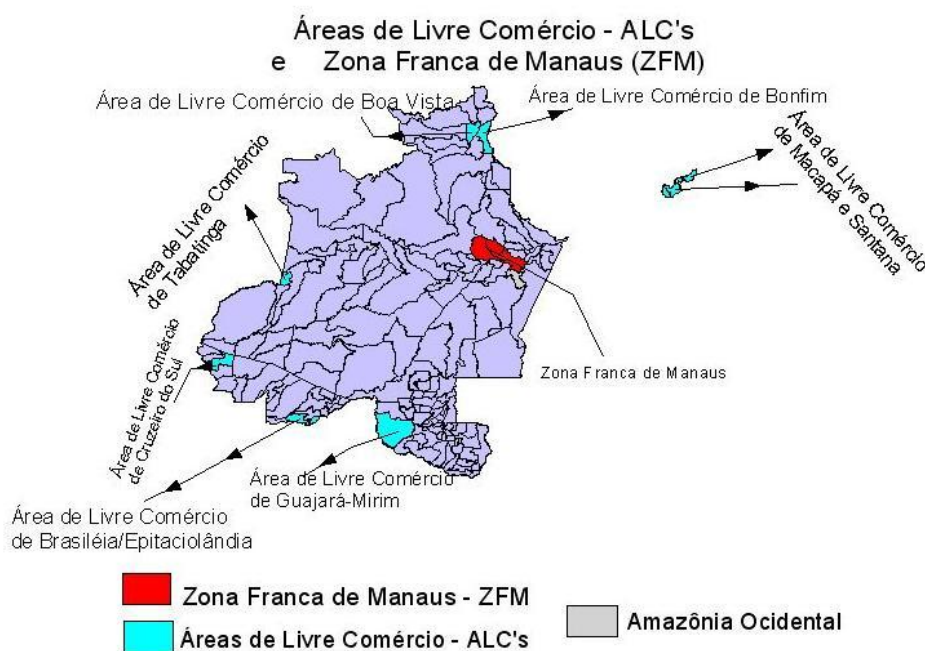 Áreas de Livre Comércio - ALC's
e Zona Franca de Manaus (ZFM)
Área de Livre Comércio de Boa Vista
Área de Livre Comércio de Bonfim
Área de Livre Comércio
de Macapá e Santana
Área de Livre Comércio
de Tabatinga
Zona Franca de Manaus
Área de Livre Comércio
de Cruzeiro do Sul
Área de Livre Comércio
de Guajará-Mirim
Área de Livre Comércio
de Brasiléia/Epitaciolândia
Zona Franca de Manaus - ZFM
Áreas de Livre Comércio - ALC's
Amazônia Ocidental